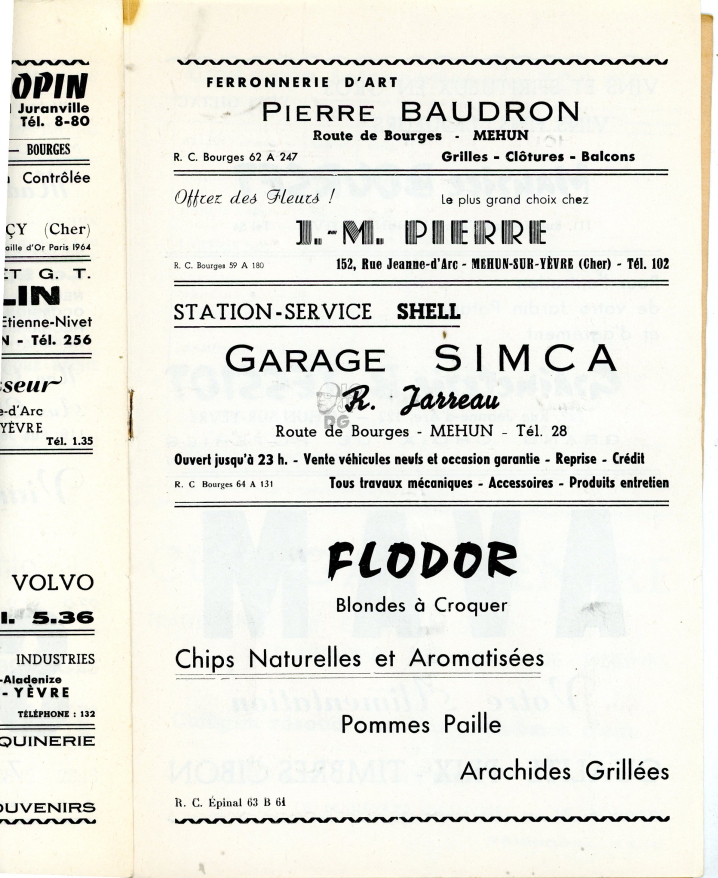 OPIN
Juranville
Tél. 8-80
— BOURGES
Contrôlée
ÇY (Cher)
aille d'Or Paris 1964
ET G. T.
LIN
Etienne-Nivet
N - Tél. 256
sseur
e-d'Arc
YÈVRE
Tél. 1.35
VOLVO
l. 5.36
INDUSTRIES
-Aladenize
-YÈVRE
TÉLÉPHONE : 132
QUINERIE
OUVENIRS
FERRONNERIE D'ART
PIERRE BAUDRON
Route de Bourges - MEHUN
R. C. Bourges 62 A 247 Grilles - Clôtures - Balcons
Offrez des Fleurs ! Le plus grand choix chez
J.-M. PIERRE
R. C. Bourges 59 A 180 152, Rue Jeanne-d'Arc - MEHUN-SUR-YÈVRE (Cher) - Tél. 102
STATION-SERVICE SHELL
GARAGE SIMCA
R. Jarreau
DG
Route de Bourges - MEHUN - Tél. 28
Ouvert jusqu'à 23 h. - Vente véhicules neufs et occasion garantie - Reprise - Crédit
R. C Bourges 64 A 131 Tous travaux mécaniques - Accessoires - Produits entretien
FLODOR
Blondes à Croquer
Chips Naturelles et Aromatisées
Pommes Paille
Arachides Grillées
R. C. Épinal 63 B 61